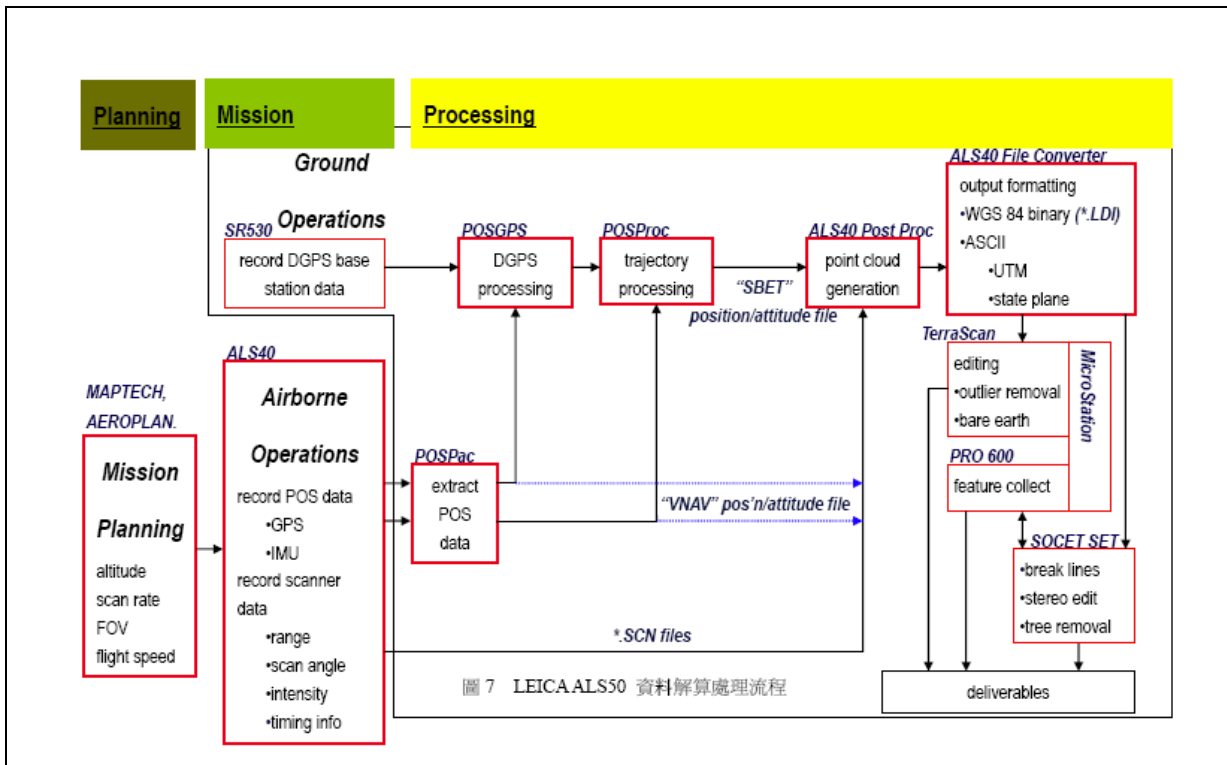 Planning
Mission
Processing
Ground
Operations
SR530
record DGPS base
station data
POSGPS
DGPS
processing
POSProc
trajectory
processing
"SBET"
position/attitude file
ALS40 Post Proc
point cloud
generation
ALS40 File Converter
output formatting
•WGS 84 binary (*.LDI)
•ASCII
•UTM
•state plane
TerraScan
editing
•outlier removal
•bare earth
MicroStation
PRO 600
feature collect
SOCET SET
•break lines
•stereo edit
•tree removal
deliverables
MAPTECH,
AEROPLAN.
Mission
Planning
altitude
scan rate
FOV
flight speed
ALS40
Airborne
Operations
record POS data
•GPS
•IMU
record scanner
data
•range
•scan angle
•intensity
•timing info
POSPac
extract
POS
data
"VNAV" pos'n/attitude file
*.SCN files
圖 7 LEICA ALS50 資料解算處理流程